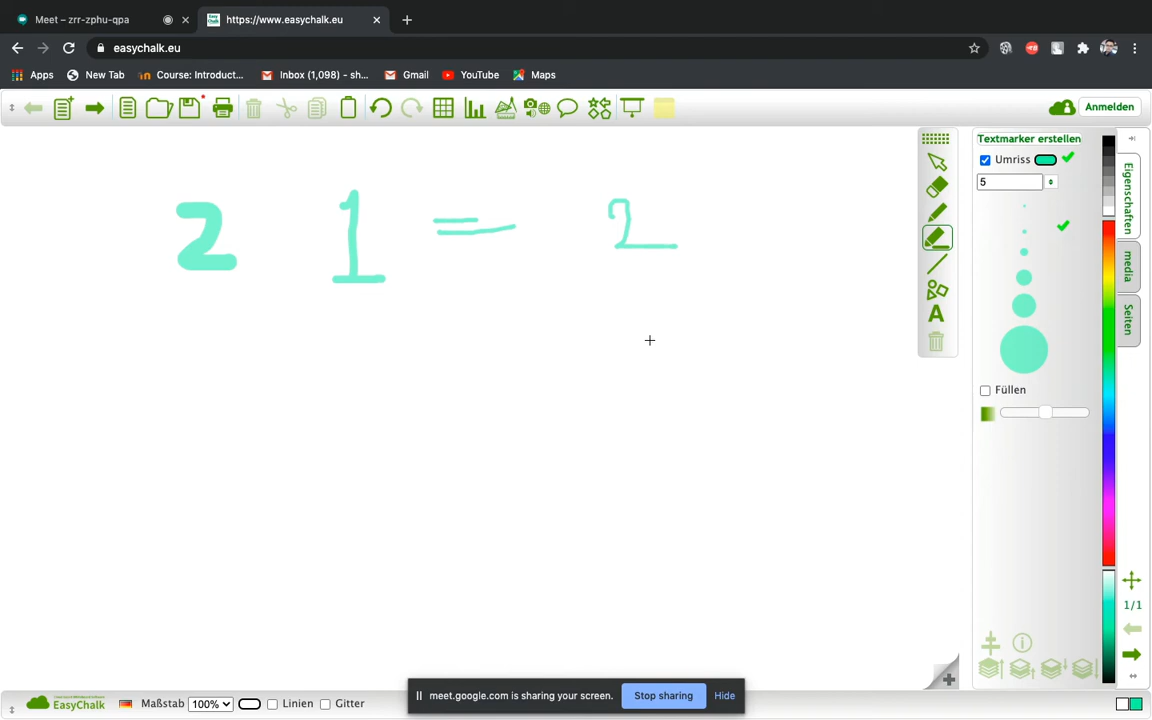 Meet – zrr-zphu-qpa
https://www.easychalk.eu
easychalk.eu
Apps
New Tab
Course: Introduct...
Inbox (1,098) – sh...
Gmail
YouTube
Maps
Anmelden
Textmarker erstellen
Umriss
5
Füllen
Eigenschaften
media
Seiten
2 1 = 2
1/1
meet.google.com is sharing your screen.
Stop sharing
Hide
EasyChalk
Maßstab
100%
Linien
Gitter